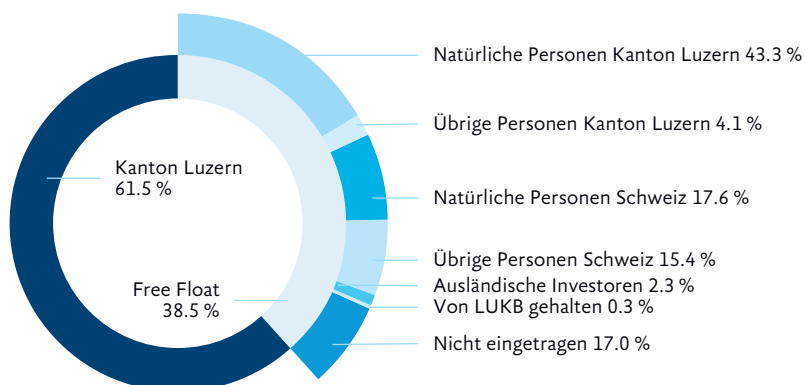 Natürliche Personen Kanton Luzern 43.3 %
Übrige Personen Kanton Luzern 4.1 %
Kanton Luzern
61.5 %
Natürliche Personen Schweiz 17.6 %
Übrige Personen Schweiz 15.4 %
Ausländische Investoren 2.3 %
Von LUKB gehalten 0.3 %
Free Float
38.5 %
Nicht eingetragen 17.0 %